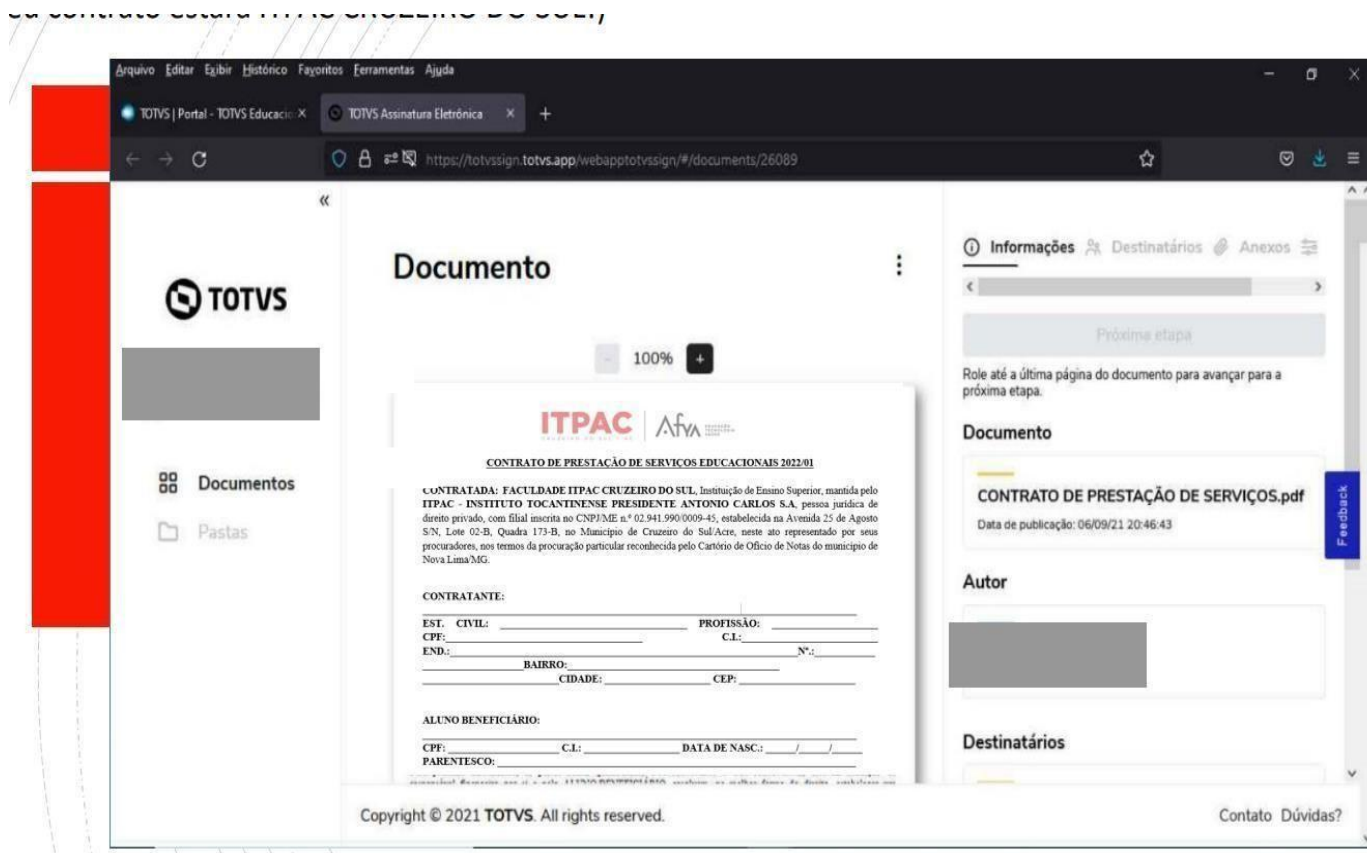 contrato estará ITPAC CRUZEIRO DO SUL!)
Arquivo Editar Exibir Histórico Favoritos Ferramentas Ajuda
TOTVS | Portal - TOTVS Educacio
TOTVS Assinatura Eletrônica
https://totvssign.totvs.app/webapptotvssign/#/documents/26089
TOTVS
Documentos
Pastas
Documento
- 100% +
ITPAC Afya
CONTRATO DE PRESTAÇÃO DE SERVIÇOS EDUCACIONAIS 2022/01
CONTRATADA: FACULDADE ITPAC CRUZEIRO DO SUL, Instituição de Ensino Superior, mantida pelo
ITPAC - INSTITUTO TOCANTINENSE PRESIDENTE ANTONIO CARLOS S.A, pessoa jurídica de
direito privado, com filial inscrita no CNPJ/ME n.º 02.941.990/0009-45, estabelecida na Avenida 25 de Agosto
S/N, Lote 02-B, Quadra 173-B, no Município de Cruzeiro do Sul/Acre, neste ato representado por seus
procuradores, nos termos da procuração particular reconhecida pelo Cartório de Ofício de Notas do município de
Nova Lima/MG.
CONTRATANTE:
EST. CIVIL: PROFISSÃO:
CPF: C.I.:
END.: Nº.:
BAIRRO:
CIDADE: CEP:
ALUNO BENEFICIÁRIO:
CPF: C.I.: DATA DE NASC.: / /
PARENTESCO:
Informações Destinatários Anexos
Próxima etapa
Role até a última página do documento para avançar para a
próxima etapa.
Documento
CONTRATO DE PRESTAÇÃO DE SERVIÇOS.pdf
Data de publicação: 06/09/21 20:46:43
Feedback
Autor
Destinatários
Copyright © 2021 TOTVS. All rights reserved.
Contato Dúvidas?